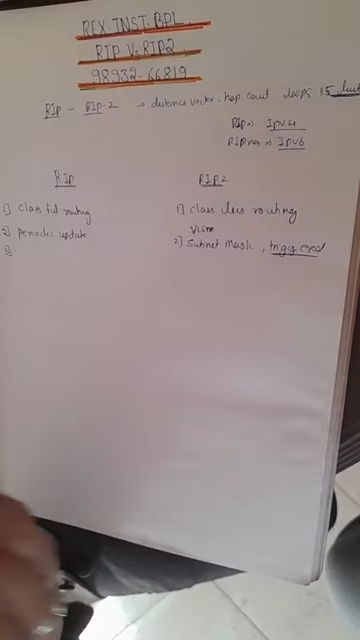 REX INST: BPL
RIP V: RIP2
98932-66819
RIP - RIP-2 → distance vector, hop count, loops 15
RIP => IPV4
RIPng => IPV6
RIP
RIP2
1] Class ful routing
1] Class less routing
VLSM
2] Periodic update
2] Subnet Mask, triggered
3]